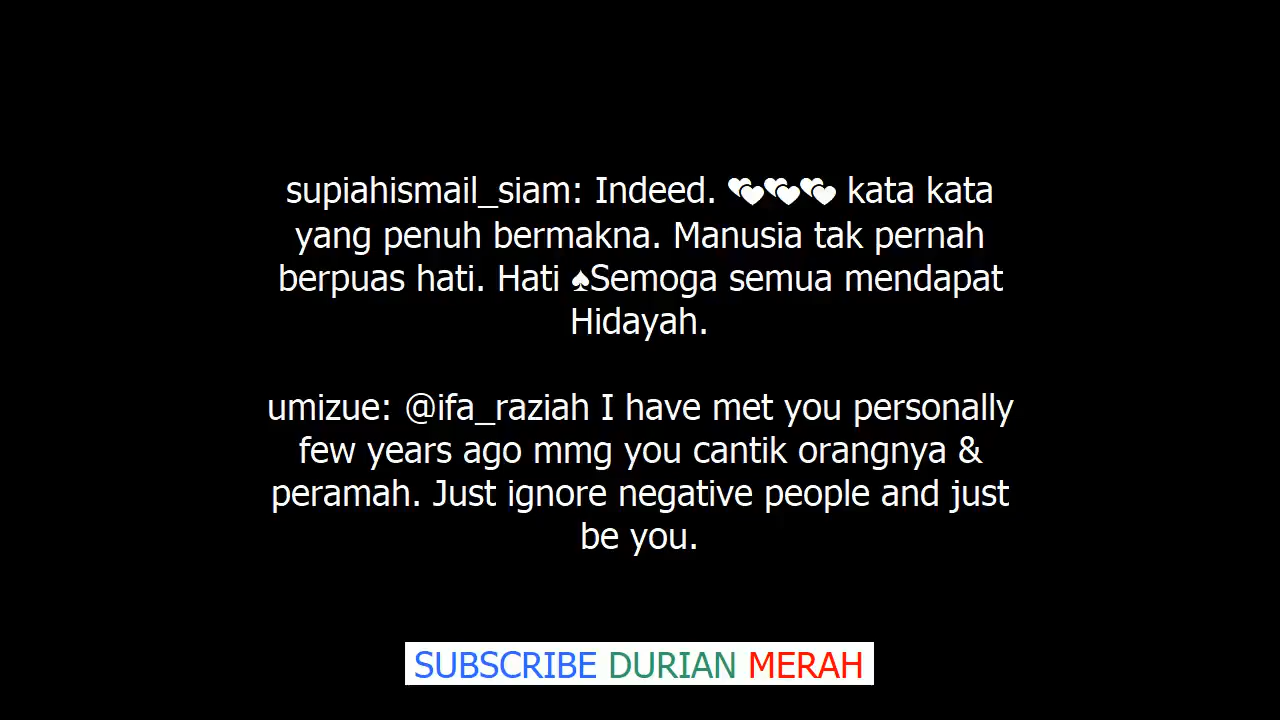 supiahismail_siam: Indeed. 💕💕💕 kata kata
yang penuh bermakna. Manusia tak pernah
berpuas hati. Hati ♠Semoga semua mendapat
Hidayah.
umizue: @ifa_raziah I have met you personally
few years ago mmg you cantik orangnya &
peramah. Just ignore negative people and just
be you.
SUBSCRIBE DURIAN MERAH